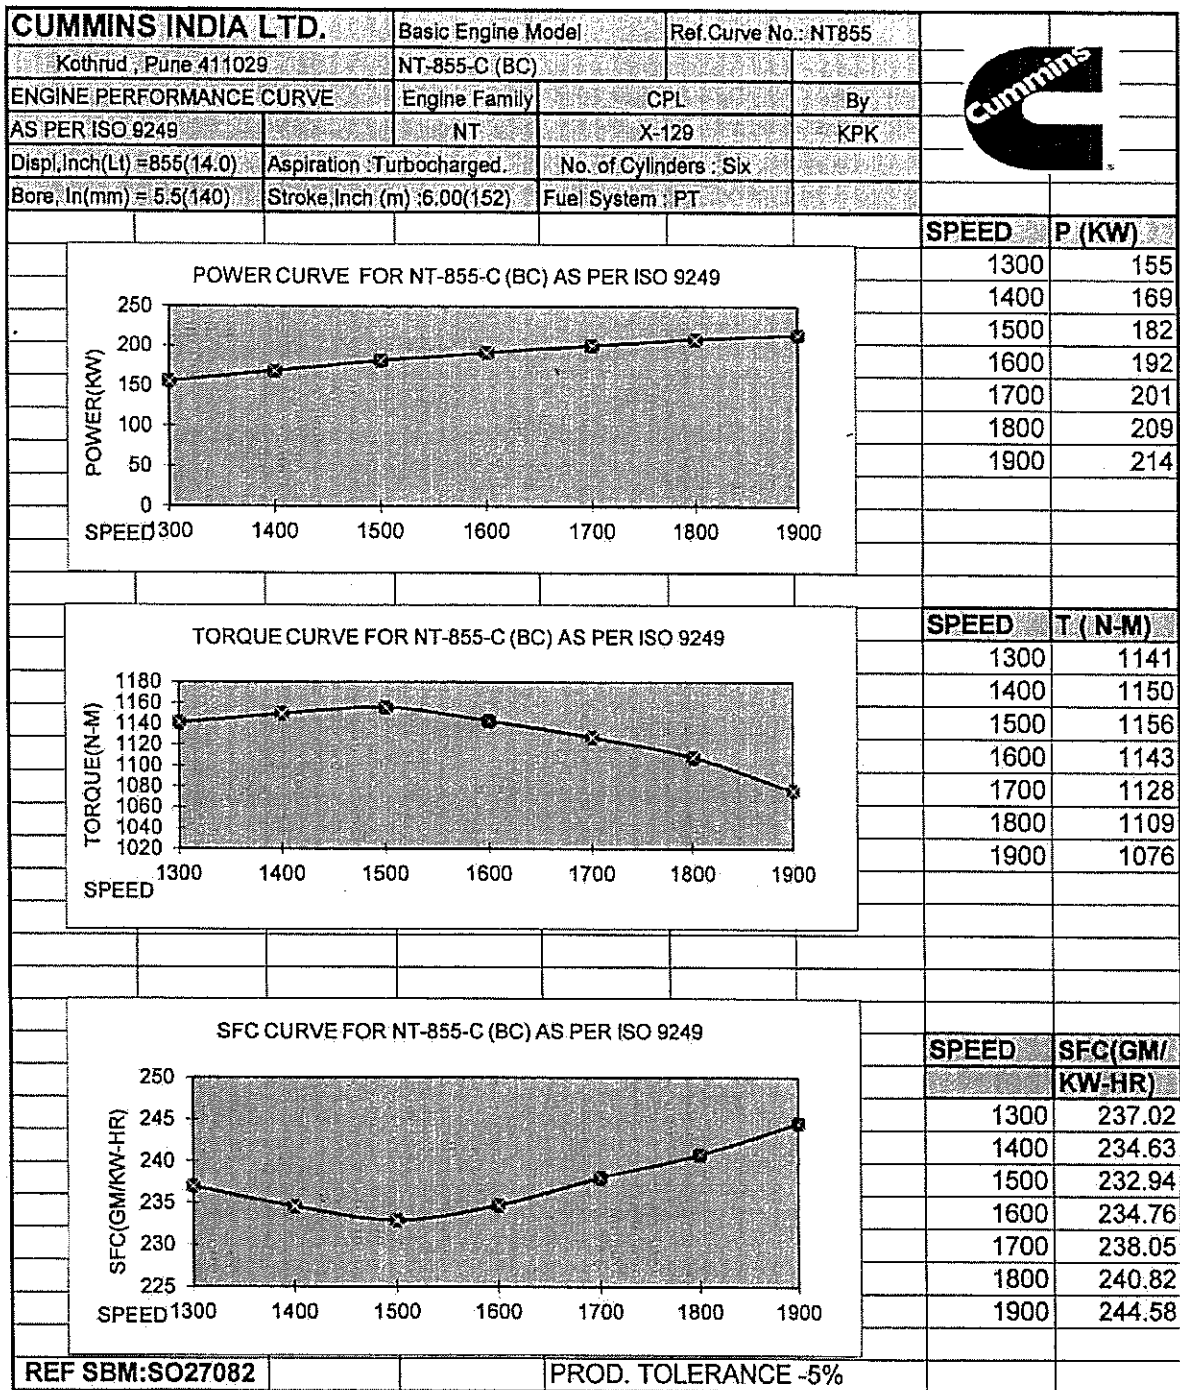 CUMMINS INDIA LTD. Basic Engine Model Ref.Curve No.: NT855
Kothrud , Pune 411029 NT-855-C (BC)
ENGINE PERFORMANCE CURVE Engine Family CPL By
AS PER ISO 9249 NT X-129 KPK
Displ,Inch(Lt) =855(14.0) Aspiration :Turbocharged. No. of Cylinders : Six
Bore, In(mm) = 5.5(140) Stroke,Inch (m) :6.00(152) Fuel System : PT
Cummins
SPEED P (KW)
1300 155
1400 169
1500 182
1600 192
1700 201
1800 209
1900 214
POWER CURVE FOR NT-855-C (BC) AS PER ISO 9249
POWER(KW)
250
200
150
100
50
0
SPEED 1300 1400 1500 1600 1700 1800 1900
SPEED T ( N-M)
1300 1141
1400 1150
1500 1156
1600 1143
1700 1128
1800 1109
1900 1076
TORQUE CURVE FOR NT-855-C (BC) AS PER ISO 9249
TORQUE(N-M)
1180
1160
1140
1120
1100
1080
1060
1040
1020
1300 1400 1500 1600 1700 1800 1900
SPEED
SPEED SFC(GM/
KW-HR)
1300 237.02
1400 234.63
1500 232.94
1600 234.76
1700 238.05
1800 240.82
1900 244.58
SFC CURVE FOR NT-855-C (BC) AS PER ISO 9249
SFC(GM/KW-HR)
250
245
240
235
230
225
SPEED 1300 1400 1500 1600 1700 1800 1900
REF SBM:SO27082 PROD. TOLERANCE -5%